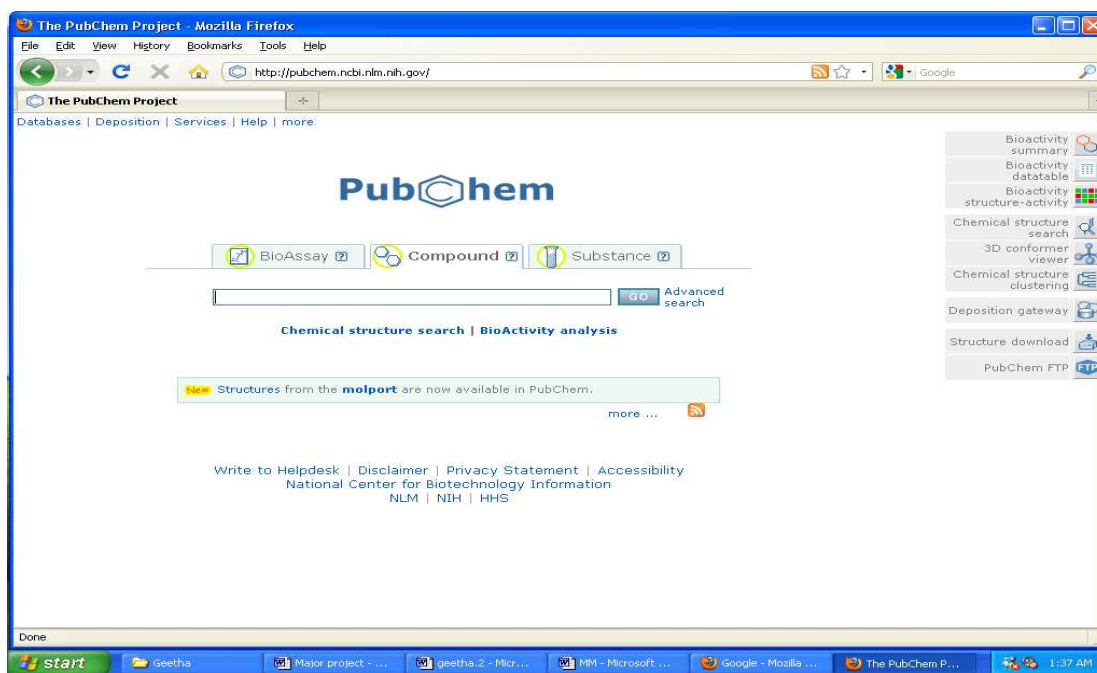 The PubChem Project - Mozilla Firefox
File Edit View History Bookmarks Tools Help
http://pubchem.ncbi.nlm.nih.gov/
Google
The PubChem Project
Databases | Deposition | Services | Help | more
Bioactivity
summary
Bioactivity
datatable
Bioactivity
structure-activity
Chemical structure
search
3D conformer
viewer
Chemical structure
clustering
Deposition gateway
Structure download
PubChem FTP
FTP
PubChem
BioAssay ?
Compound ?
Substance ?
GO
Advanced
search
Chemical structure search | BioActivity analysis
New Structures from the molport are now available in PubChem.
more ...
Write to Helpdesk | Disclaimer | Privacy Statement | Accessibility
National Center for Biotechnology Information
NLM | NIH | HHS
Done
start
Geetha
Major project - ...
geetha.2 - Micr...
MM - Microsoft ...
Google - Mozilla ...
The PubChem P...
1:37 AM